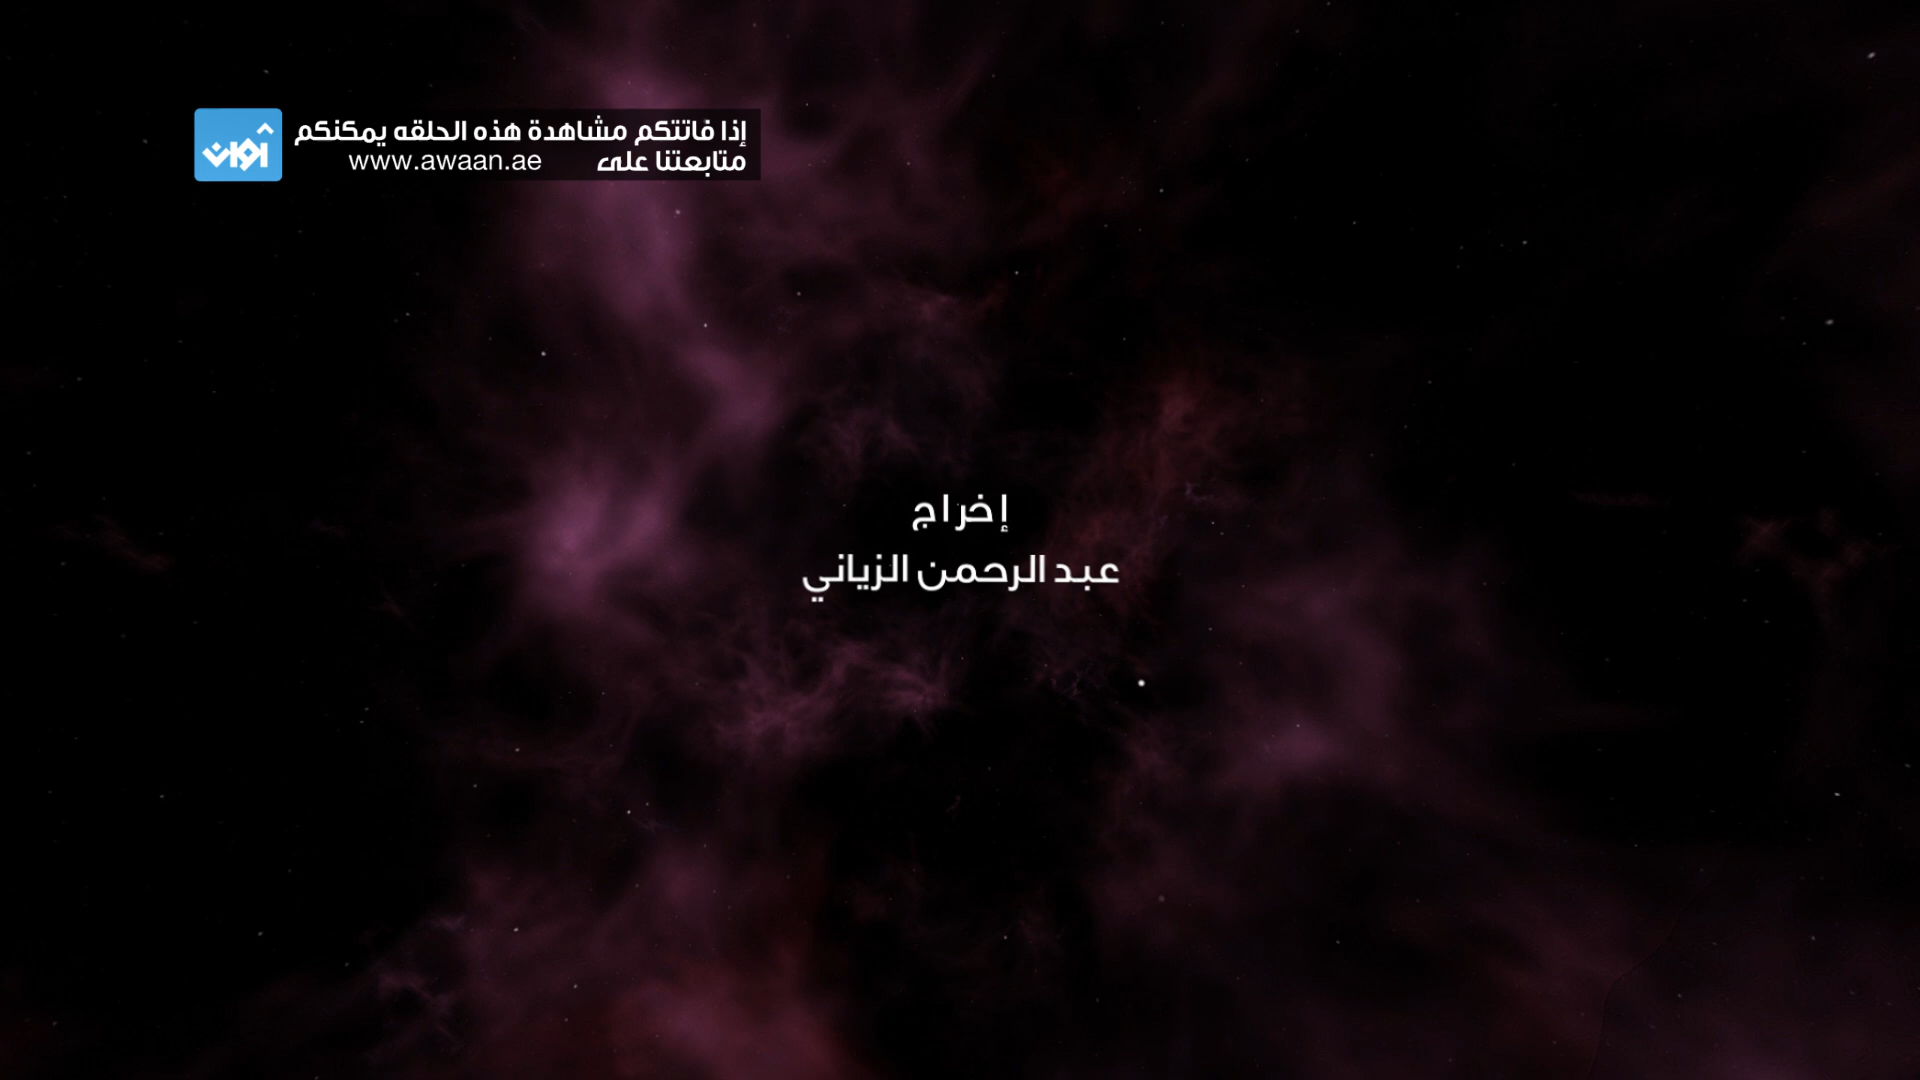 إذا فاتتكم مشاهدة هذه الحلقه يمكنكم
متابعتنا على www.awaan.ae
أوان
إخراج
عبد الرحمن الزياني